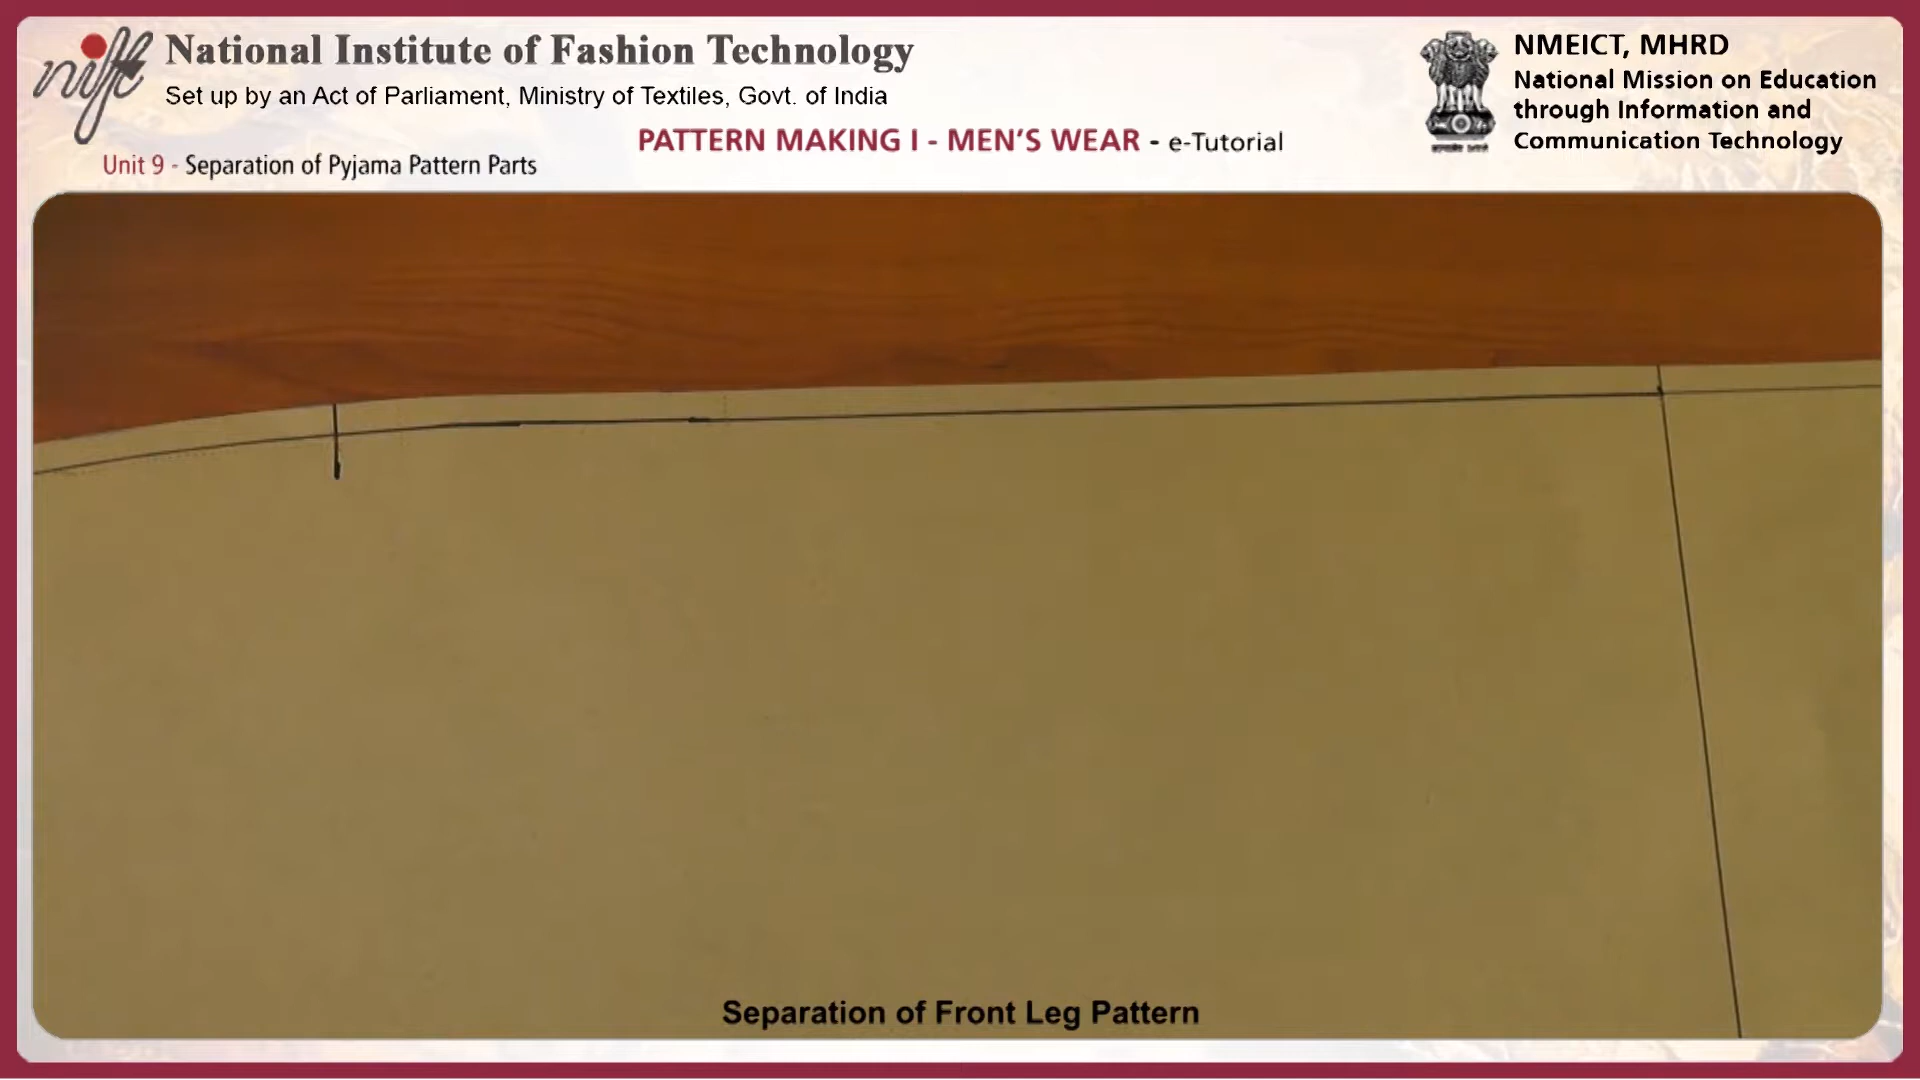 nift National Institute of Fashion Technology
Set up by an Act of Parliament, Ministry of Textiles, Govt. of India
PATTERN MAKING I - MEN'S WEAR - e-Tutorial
Unit 9 - Separation of Pyjama Pattern Parts
NMEICT, MHRD
National Mission on Education
through Information and
Communication Technology
Separation of Front Leg Pattern